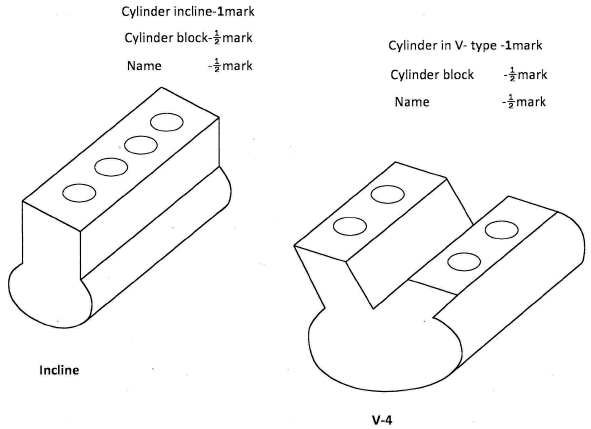 Cylinder incline-1mark
Cylinder block-½mark
Name -½mark
Cylinder in V- type -1mark
Cylinder block -½mark
Name -½mark
Incline
V-4